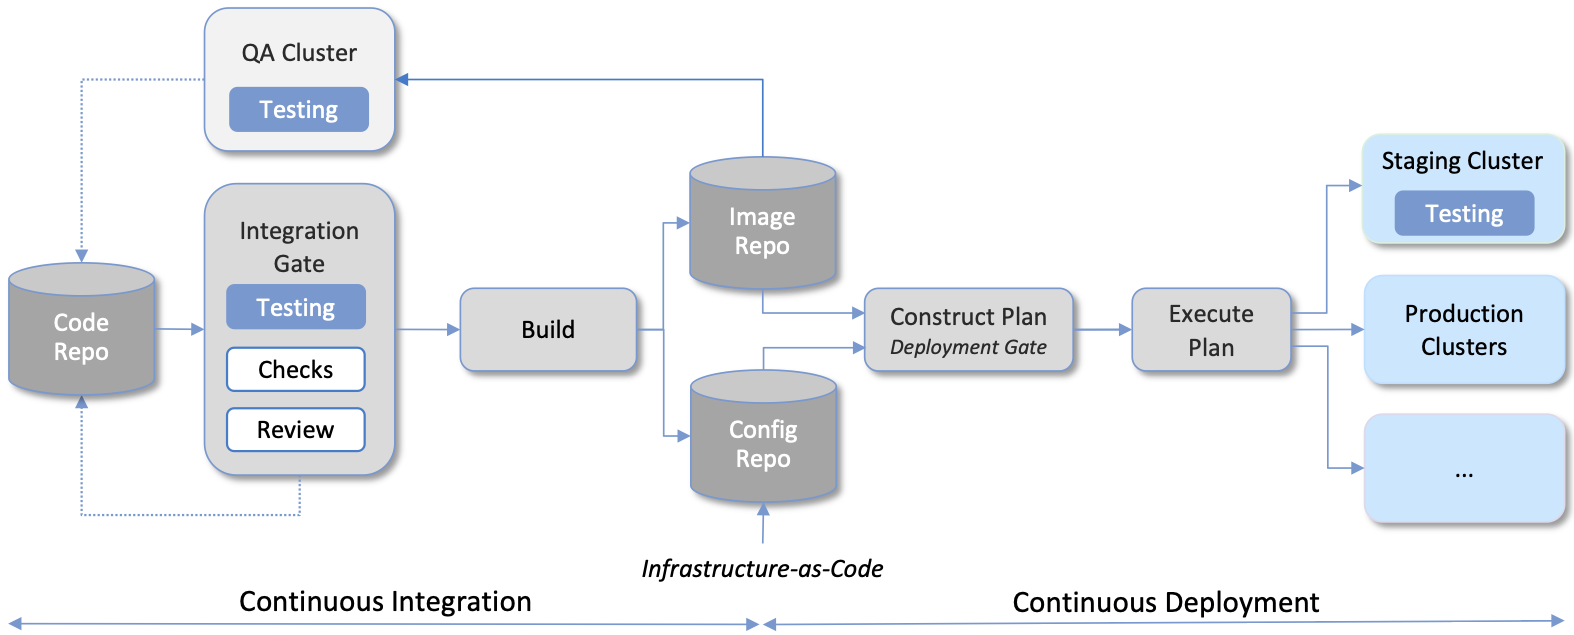 QA Cluster
Testing
Integration
Gate
Testing
Checks
Review
Code
Repo
Build
Image
Repo
Config
Repo
Infrastructure-as-Code
Construct Plan
Deployment Gate
Execute
Plan
Staging Cluster
Testing
Production
Clusters
...
Continuous Integration
Continuous Deployment